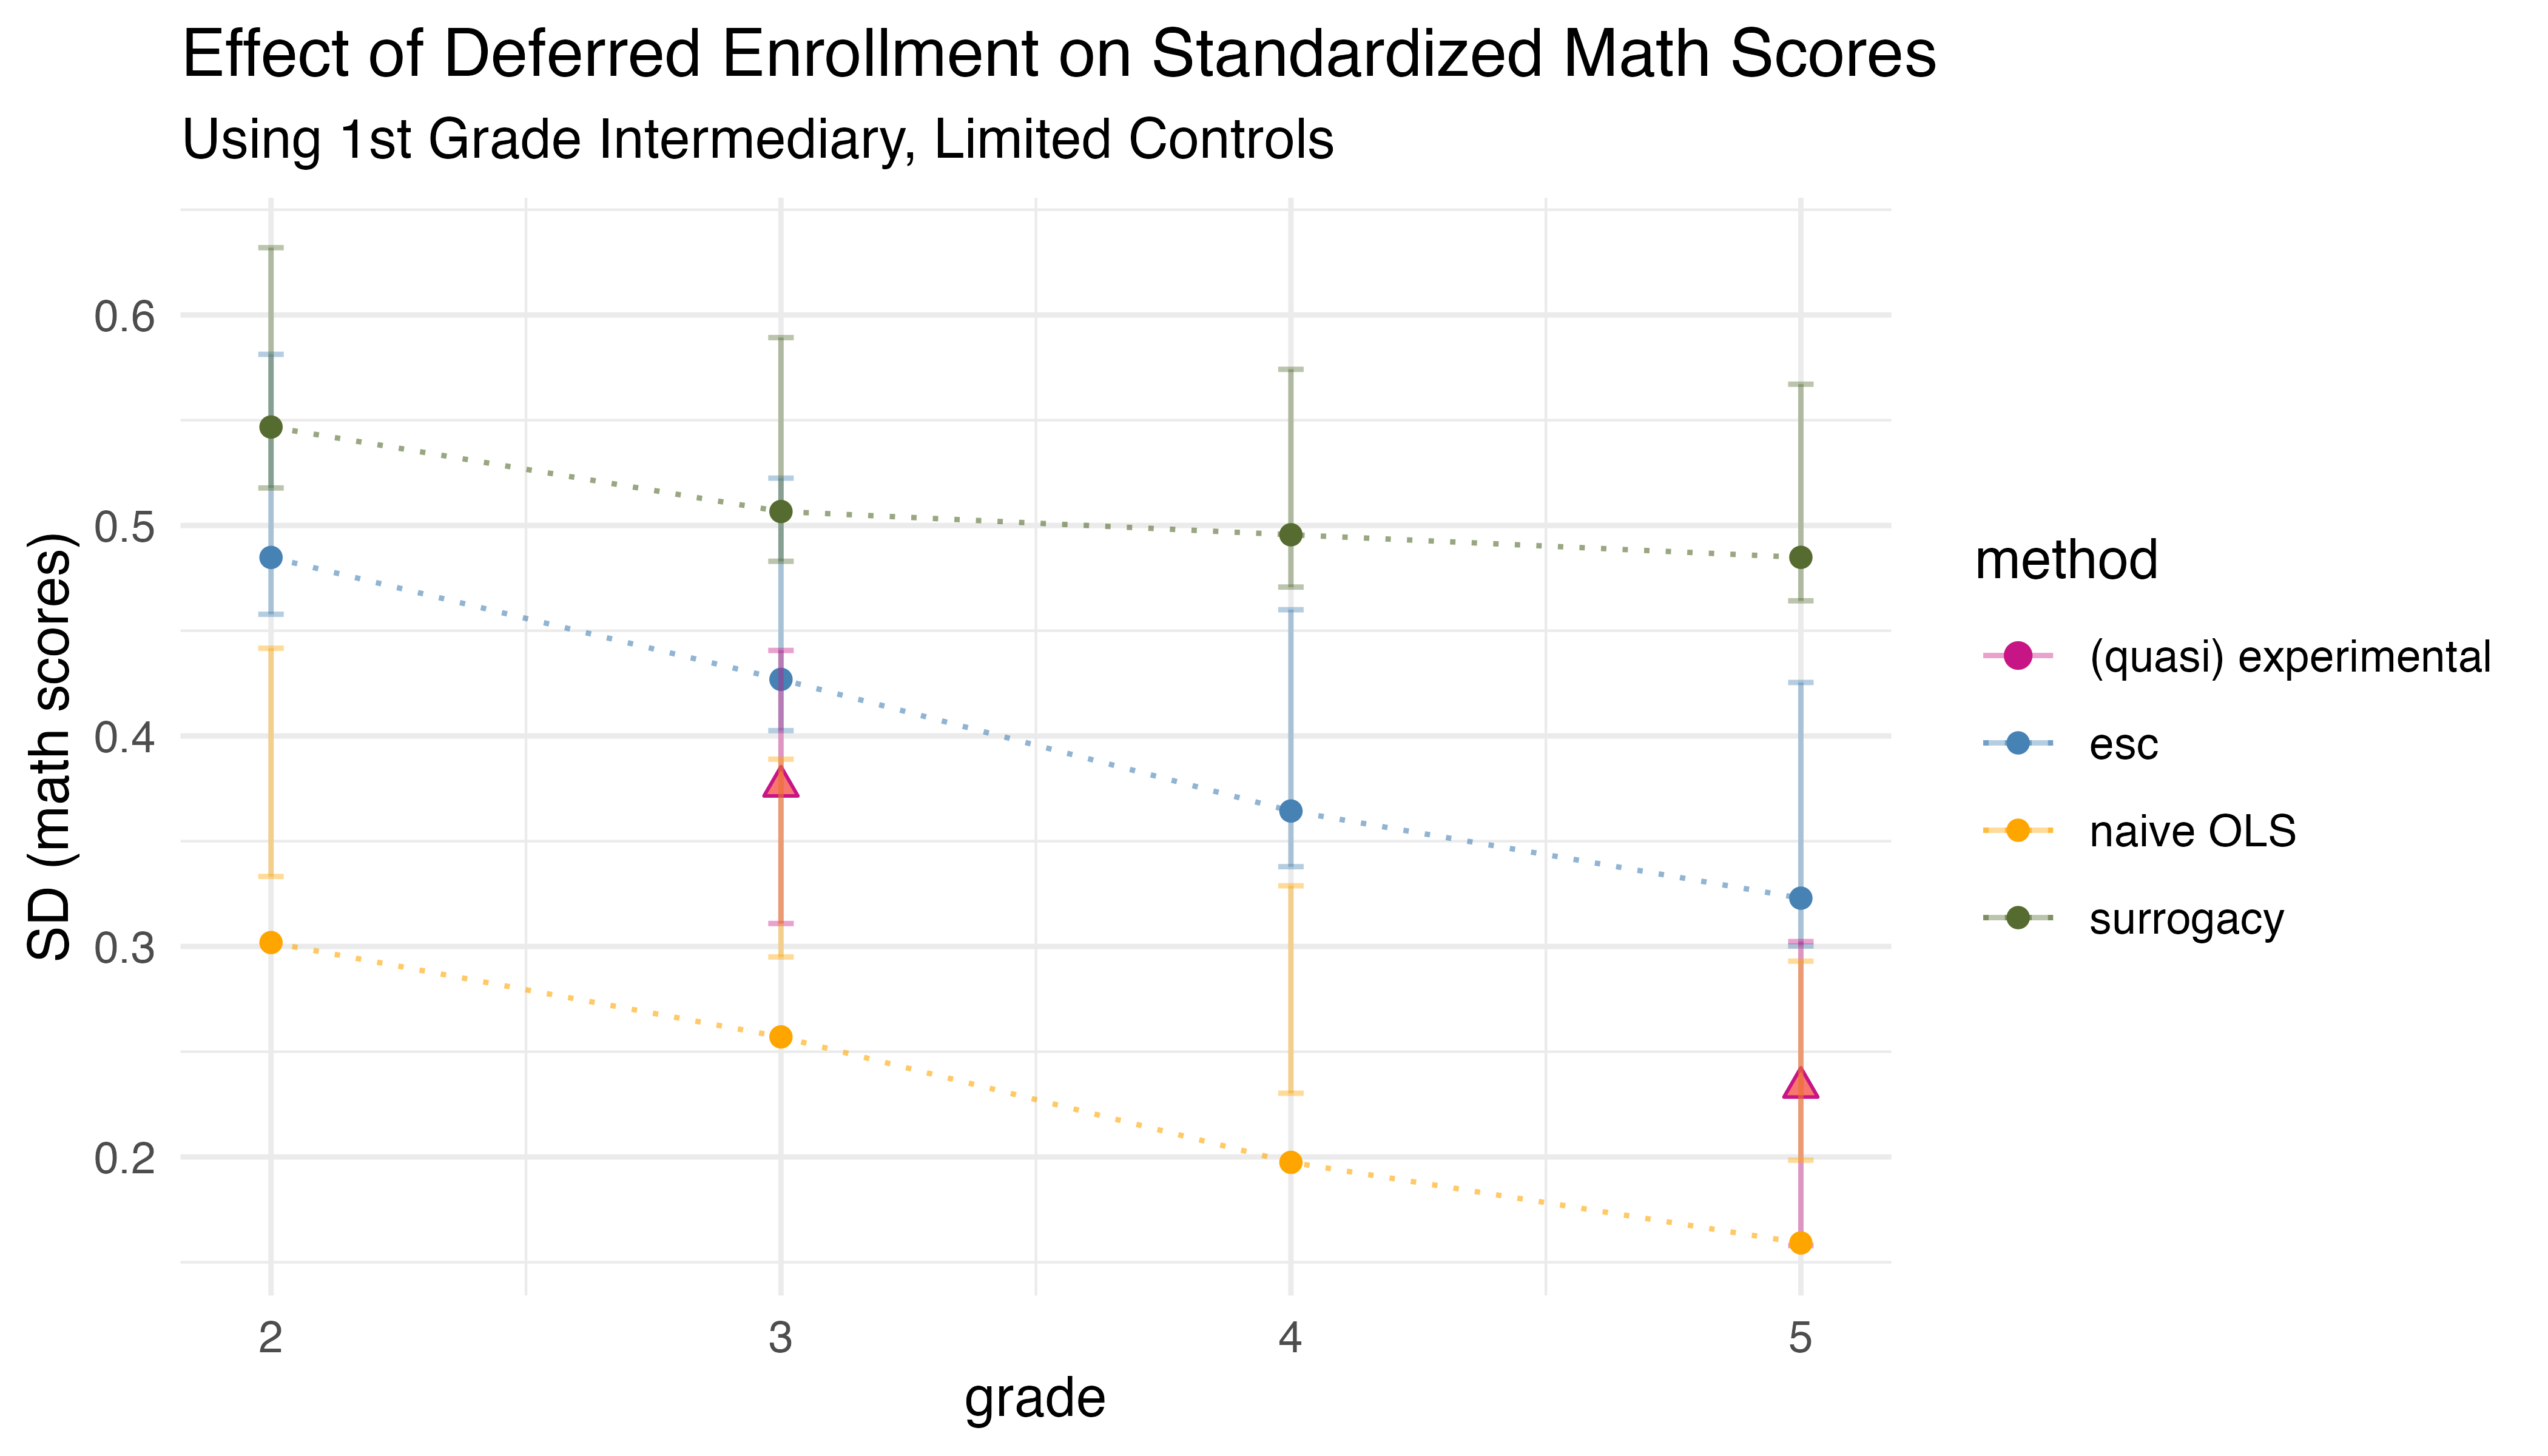 Effect of Deferred Enrollment on Standardized Math Scores
Using 1st Grade Intermediary, Limited Controls
SD (math scores)
0.6
0.5
0.4
0.3
0.2
2
3
4
5
grade
method
(quasi) experimental
esc
naive OLS
surrogacy